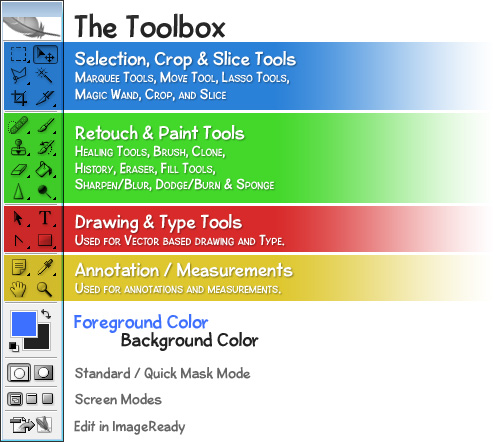 The Toolbox
Selection, Crop & Slice Tools
Marquee Tools, Move Tool, Lasso Tools,
Magic Wand, Crop, and Slice
Retouch & Paint Tools
Healing Tools, Brush, Clone,
History, Eraser, Fill Tools,
Sharpen/Blur, Dodge/Burn & Sponge
Drawing & Type Tools
Used for Vector based drawing and Type.
Annotation / Measurements
Used for annotations and measurements.
Foreground Color
Background Color
Standard / Quick Mask Mode
Screen Modes
Edit in ImageReady